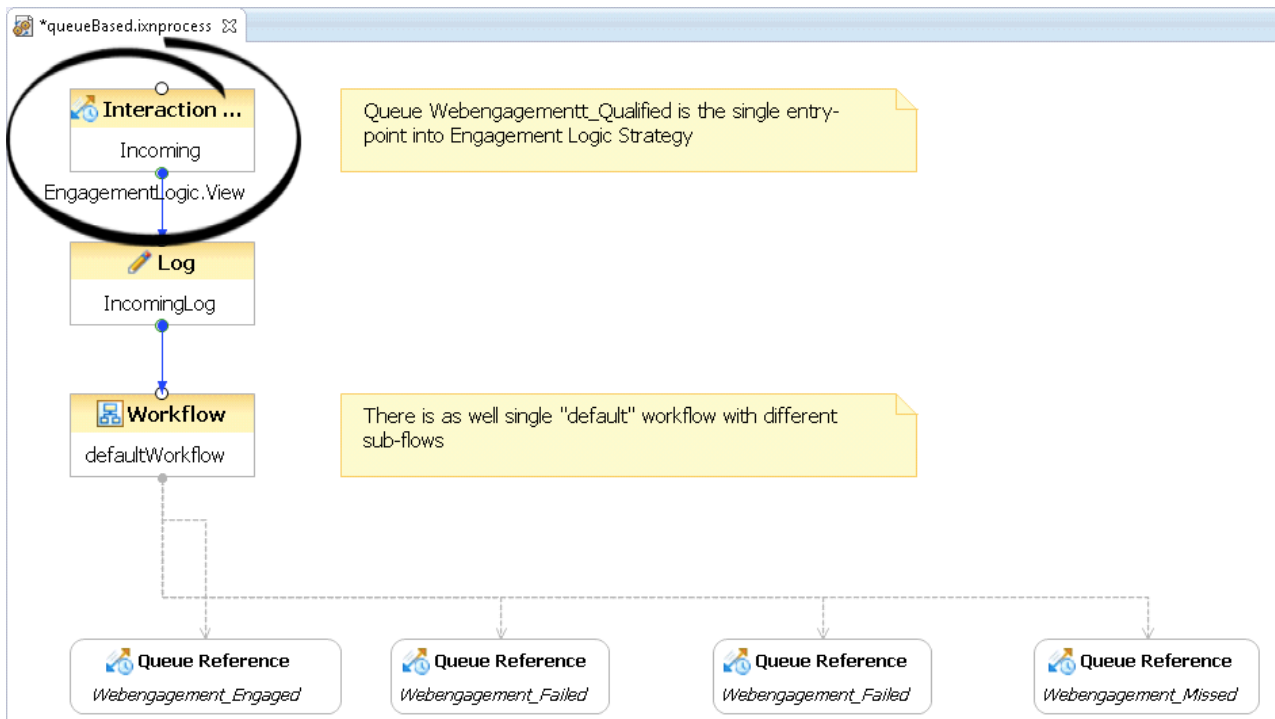 *queueBased.ixnprocess
Interaction ...
Incoming
EngagementLogic.View
Queue Webengagementt_Qualified is the single entry-
point into Engagement Logic Strategy
Log
IncomingLog
Workflow
defaultWorkflow
There is as well single "default" workflow with different
sub-flows
Queue Reference
Webengagement_Engaged
Queue Reference
Webengagement_Failed
Queue Reference
Webengagement_Failed
Queue Reference
Webengagement_Missed